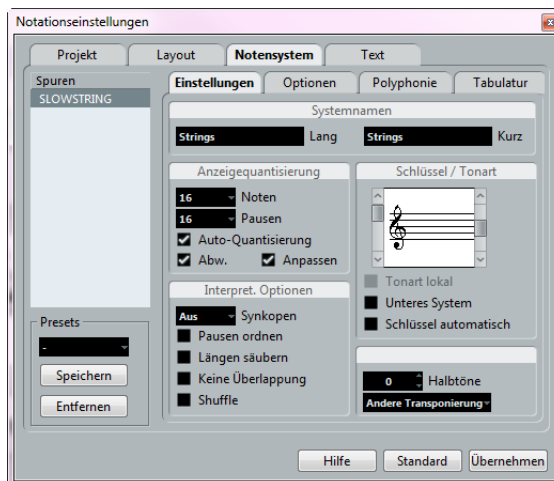 Notationseinstellungen
Projekt Layout Notensystem Text
Spuren
SLOWSTRING
Einstellungen Optionen Polyphonie Tabulatur
Systemnamen
Strings Lang Strings Kurz
Anzeigequantisierung
16 Noten
16 Pausen
Auto-Quantisierung
Abw. Anpassen
Schlüssel / Tonart
Tonart lokal
Unteres System
Schlüssel automatisch
Interpret. Optionen
Aus Synkopen
Pausen ordnen
Längen säubern
Keine Überlappung
Shuffle
0 Halbtöne
Andere Transponierung
Presets
-
Speichern
Entfernen
Hilfe Standard Übernehmen